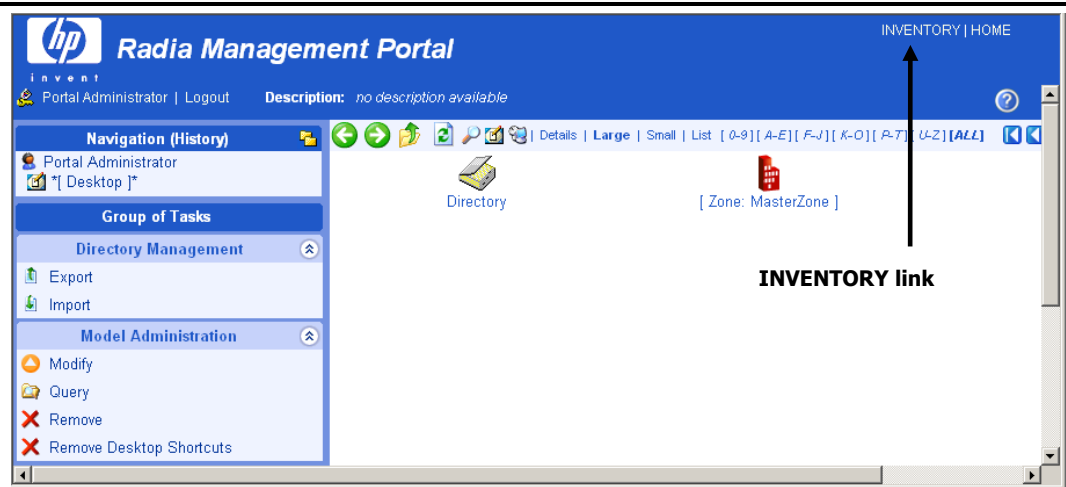 hp
invent
Radia Management Portal
INVENTORY | HOME
Portal Administrator | Logout Description: no description available
?
Navigation (History)
Portal Administrator
*[ Desktop ]*
Group of Tasks
Directory Management
Export
Import
Model Administration
Modify
Query
Remove
Remove Desktop Shortcuts
| Details | Large | Small | List [ 0-9 ] [ A-E ] [ F-J ] [ K-O ] [ P-T ] [ U-Z ] [ALL]
Directory
[ Zone: MasterZone ]
INVENTORY link